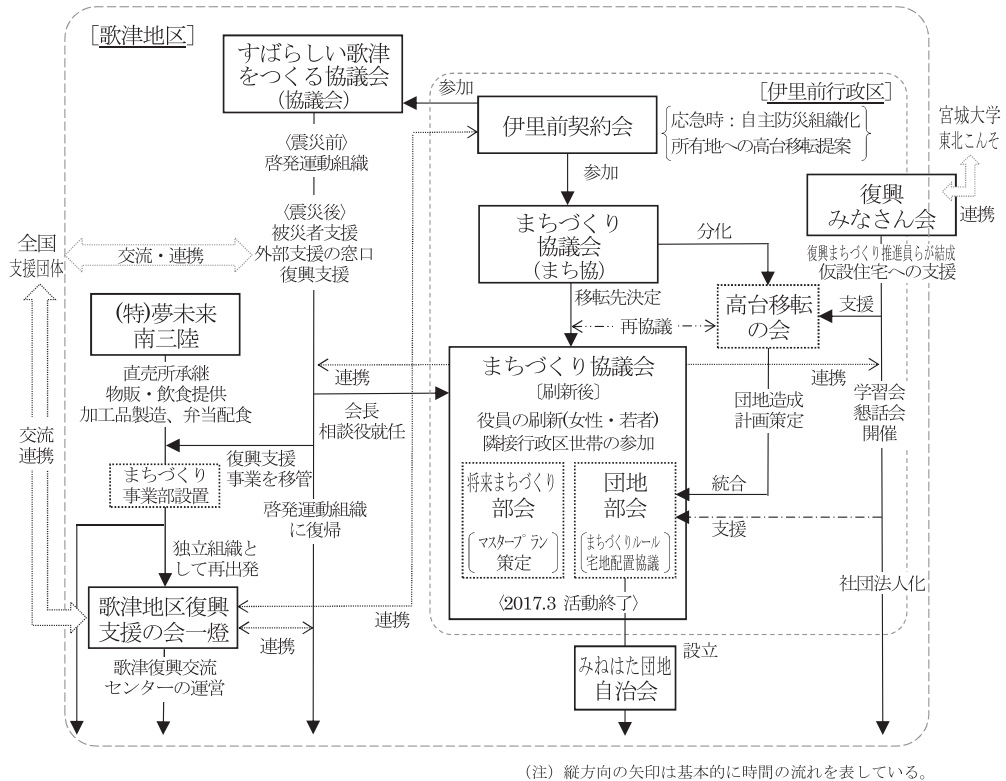 [歌津地区]
すばらしい歌津
をつくる協議会
(協議会)
〈震災前〉
啓発運動組織
〈震災後〉
被災者支援
外部支援の窓口
復興支援
参加
[伊里前行政区]
伊里前契約会
応急時：自主防災組織化
所有地への高台移転提案
宮城大学
東北こんそ
連携
参加
復興
みなさん会
まちづくり
協議会
(まち協)
分化
復興まちづくり推進員らが結成
仮設住宅への支援
全国
支援団体
交流・連携
移転先決定
高台移転
の会
支援
再協議
(特)夢未来
南三陸
直売所承継
物販・飲食提供
加工品製造、弁当配食
連携
まちづくり協議会
〔刷新後〕
役員の刷新(女性・若者)
隣接行政区世帯の参加
連携
団地造成
計画策定
学習会
懇話会
開催
会長
相談役就任
交流
連携
復興支援
事業を移管
まちづくり
事業部設置
将来まちづくり
部会
マスタープラン
策定
団地
部会
まちづくりルール
宅地配置協議
統合
支援
啓発運動組織
に復帰
独立組織と
して再出発
社団法人化
歌津地区復興
支援の会一燈
連携
連携
〈2017.3 活動終了〉
歌津復興交流
センターの運営
設立
みねはた団地
自治会
（注）縦方向の矢印は基本的に時間の流れを表している。